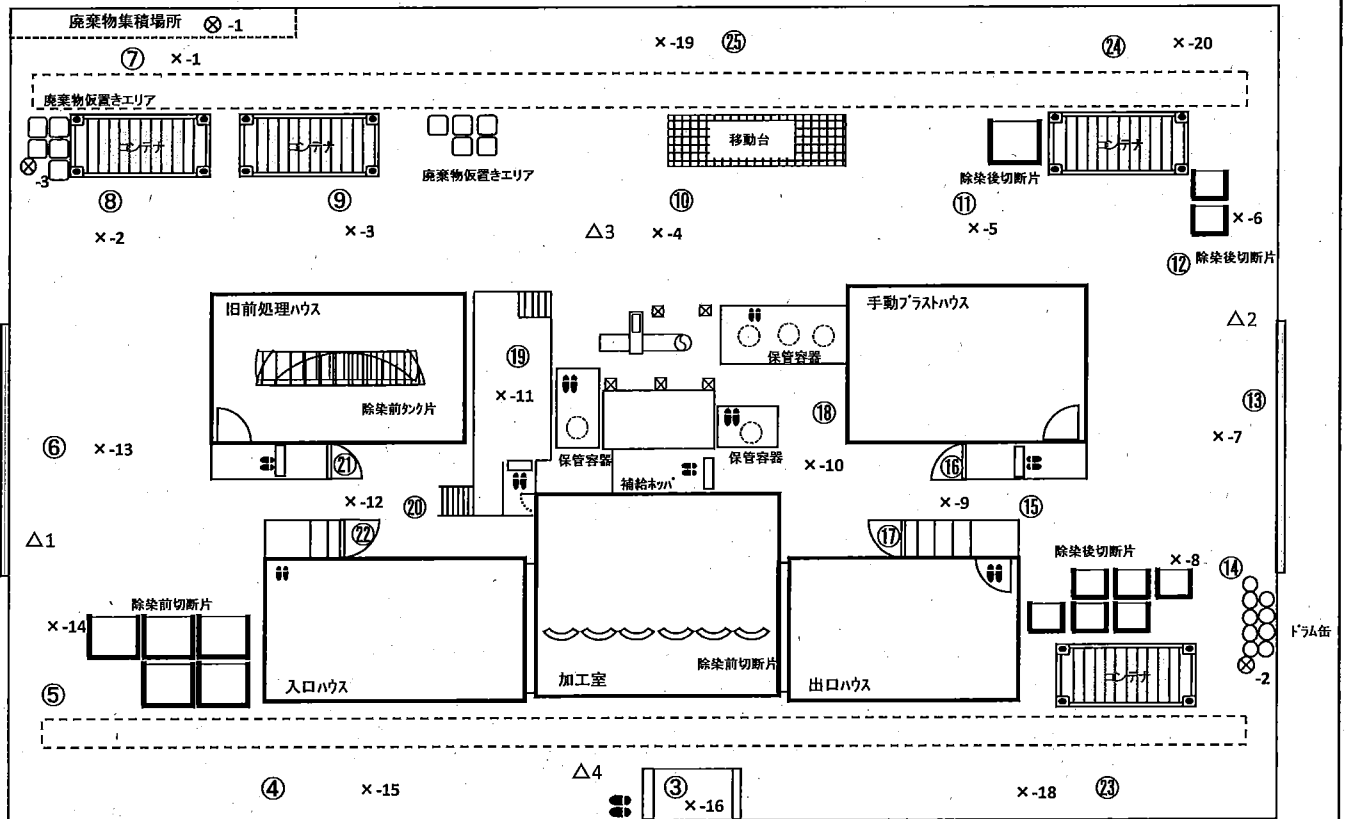 廃棄物集積場所 ⊗ -1
⑦ × -1
× -19 ㉕
㉔ × -20
廃棄物仮置きエリア
コンテナ
コンテナ
廃棄物仮置きエリア
移動台
除染後切断片
コンテナ
⊗ -3
⑧
⑨
⑩
⑪
× -6
× -2
× -3
△3
× -4
× -5
⑫ 除染後切断片
旧前処理ハウス
手動ブラストハウス
△2
⑲
保管容器
× -11
除染前タンク片
⑱
⑬
× -7
⑥ × -13
㉑
保管容器
保管容器
× -10
⑯
補給ホッパ
× -12
⑳
× -9
⑮
△1
㉒
⑰
除染後切断片
× -8
⑭
除染前切断片
× -14
ドラム缶
除染前切断片
⊗ -2
コンテナ
入口ハウス
加工室
出口ハウス
⑤
④ × -15
△4
③
× -16
× -18 ㉓